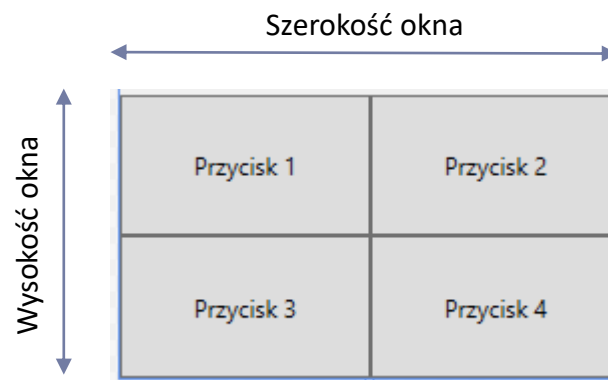 Szerokość okna
Wysokość okna
Przycisk 1
Przycisk 2
Przycisk 3
Przycisk 4